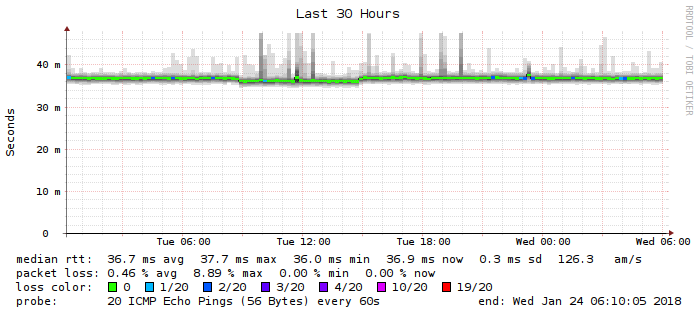 Last 30 Hours
RRDTOOL / TOBI OETIKER
Seconds
40 m
30 m
20 m
10 m
0
Tue 06:00 Tue 12:00 Tue 18:00 Wed 00:00 Wed 06:00
median rtt: 36.7 ms avg 37.7 ms max 36.0 ms min 36.9 ms now 0.3 ms sd 126.3 am/s
packet loss: 0.46 % avg 8.89 % max 0.00 % min 0.00 % now
loss color: 0 1/20 2/20 3/20 4/20 10/20 19/20
probe: 20 ICMP Echo Pings (56 Bytes) every 60s end: Wed Jan 24 06:10:05 2018